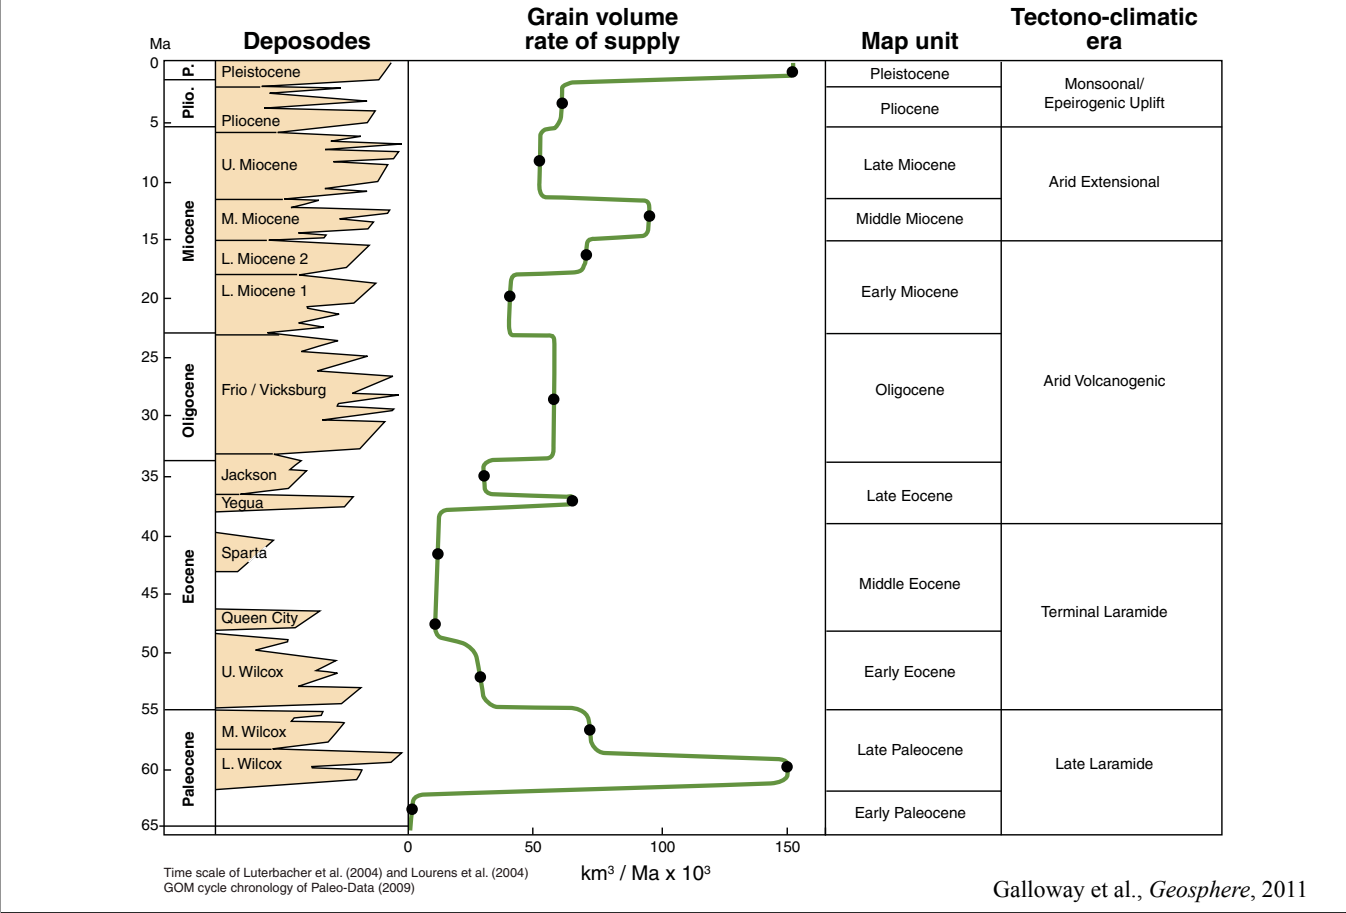 Ma
Deposodes
Grain volume
rate of supply
Map unit
Tectono-climatic
era
0
5
10
15
20
25
30
35
40
45
50
55
60
65
P.
Plio.
Miocene
Oligocene
Eocene
Paleocene
Pleistocene
Pliocene
U. Miocene
M. Miocene
L. Miocene 2
L. Miocene 1
Frio / Vicksburg
Jackson
Yegua
Sparta
Queen City
U. Wilcox
M. Wilcox
L. Wilcox
0
50
100
150
km³ / Ma x 10³
Pleistocene
Pliocene
Late Miocene
Middle Miocene
Early Miocene
Oligocene
Late Eocene
Middle Eocene
Early Eocene
Late Paleocene
Early Paleocene
Monsoonal/
Epeirogenic Uplift
Arid Extensional
Arid Volcanogenic
Terminal Laramide
Late Laramide
Time scale of Luterbacher et al. (2004) and Lourens et al. (2004)
GOM cycle chronology of Paleo-Data (2009)
Galloway et al., Geosphere, 2011